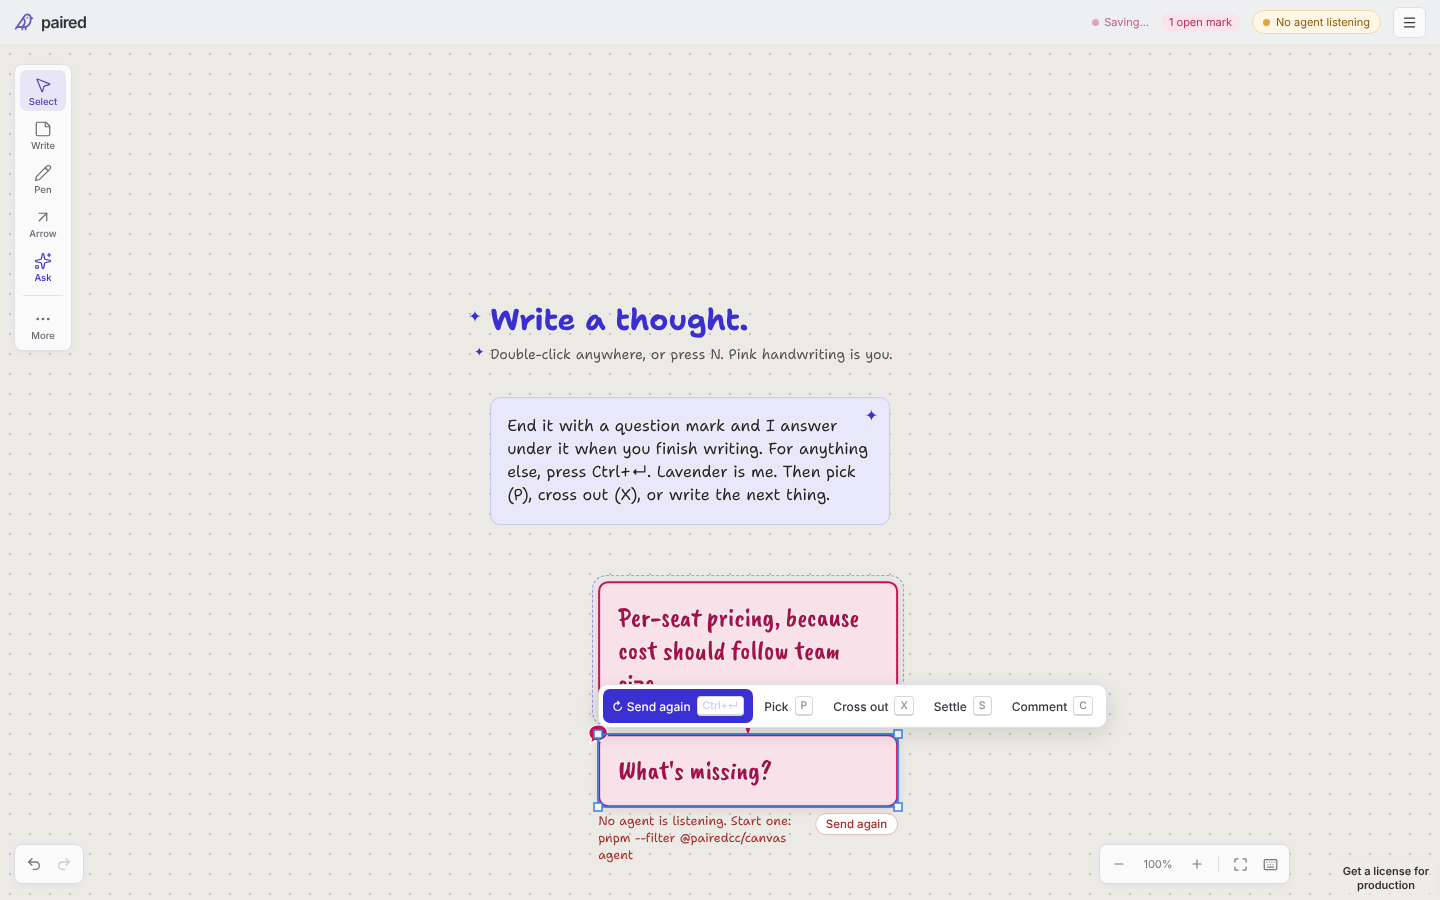 paired
Saving...
1 open mark
No agent listening
Select
Write
Pen
Arrow
Ask
More
Write a thought.
Double-click anywhere, or press N. Pink handwriting is you.
End it with a question mark and I answer
under it when you finish writing. For anything
else, press Ctrl+↵. Lavender is me. Then pick
(P), cross out (X), or write the next thing.
Per-seat pricing, because
cost should follow team
size
Send again Ctrl+↵ Pick P Cross out X Settle S Comment C
What's missing?
No agent is listening. Start one:
pnpm --filter @pairedcc/canvas
agent
Send again
100%
Get a license for
production